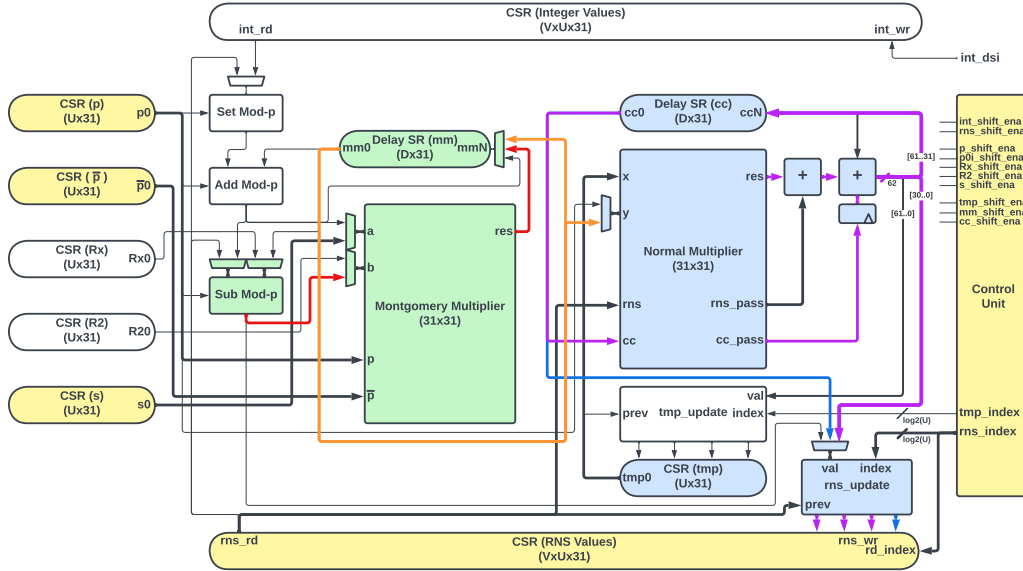 CSR (Integer Values)
(VxUx31)
int_rd
int_wr
int_dsi
CSR (p)
(Ux31)
p0
Set Mod-p
CSR (p̅)
(Ux31)
p̅0
Add Mod-p
CSR (Rx)
(Ux31)
Rx0
Sub Mod-p
CSR (R2)
(Ux31)
R20
CSR (s)
(Ux31)
s0
Delay SR (mm)
(Dx31)
mm0
mmN
a
b
res
Montgomery Multiplier
(31x31)
p
p̅
Delay SR (cc)
(Dx31)
cc0
ccN
x
y
res
Normal Multiplier
(31x31)
rns
rns_pass
cc
cc_pass
+
+
[61..31]
62
[30..0]
[61..0]
val
prev
tmp_update
index
CSR (tmp)
(Ux31)
tmp0
log2(U)
log2(U)
val
index
rns_update
prev
int_shift_ena
rns_shift_ena
p_shift_ena
p0i_shift_ena
Rx_shift_ena
R2_shift_ena
s_shift_ena
tmp_shift_ena
mm_shift_ena
cc_shift_ena
Control
Unit
tmp_index
rns_index
rns_rd
CSR (RNS Values)
(VxUx31)
rns_wr
rd_index